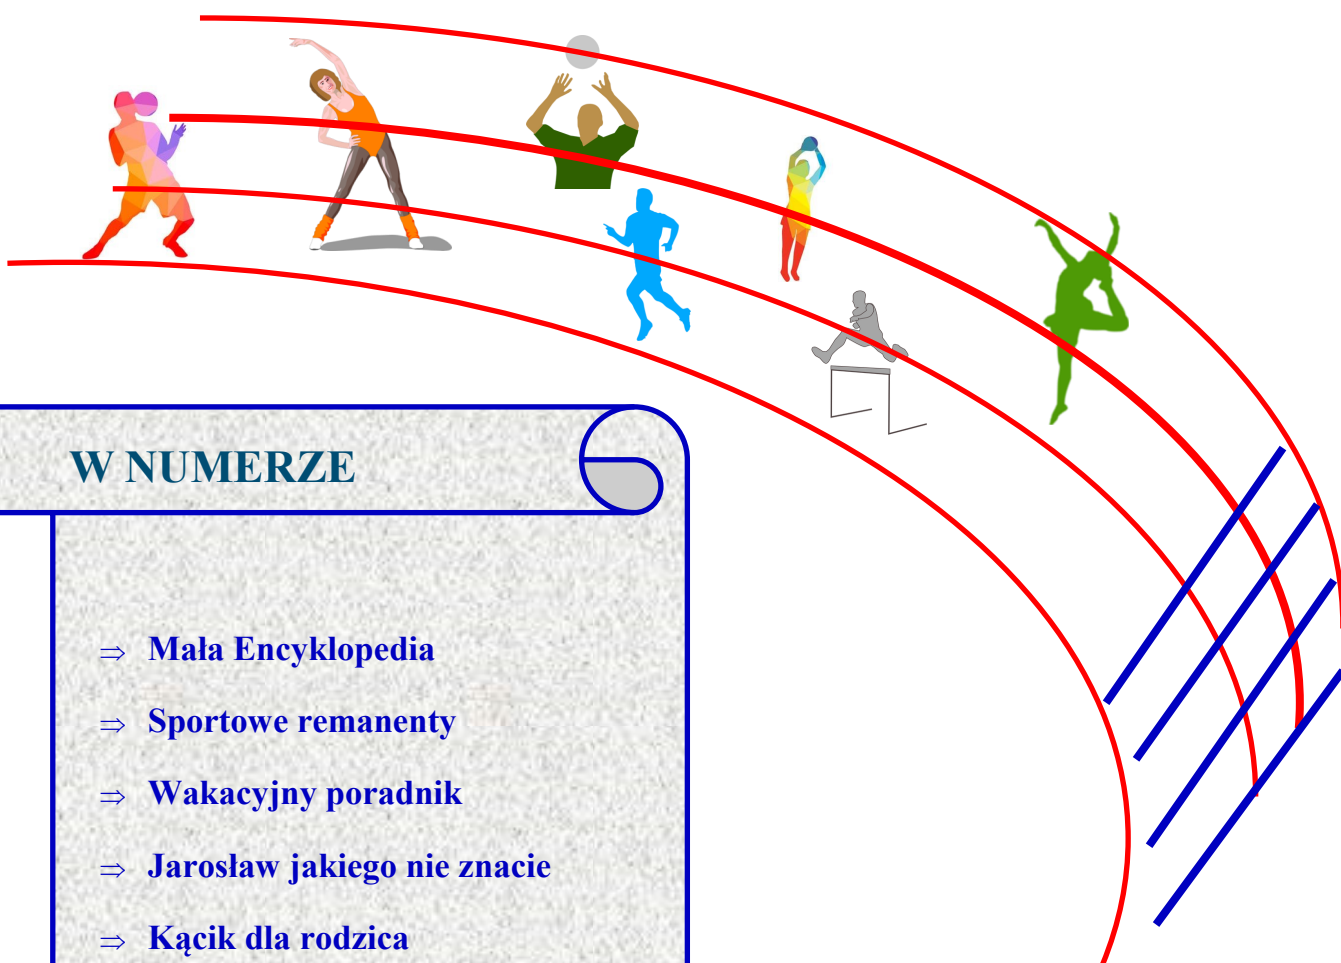 W NUMERZE
⇒ Mała Encyklopedia
⇒ Sportowe remanenty
⇒ Wakacyjny poradnik
⇒ Jarosław jakiego nie znacie
⇒ Kącik dla rodzica